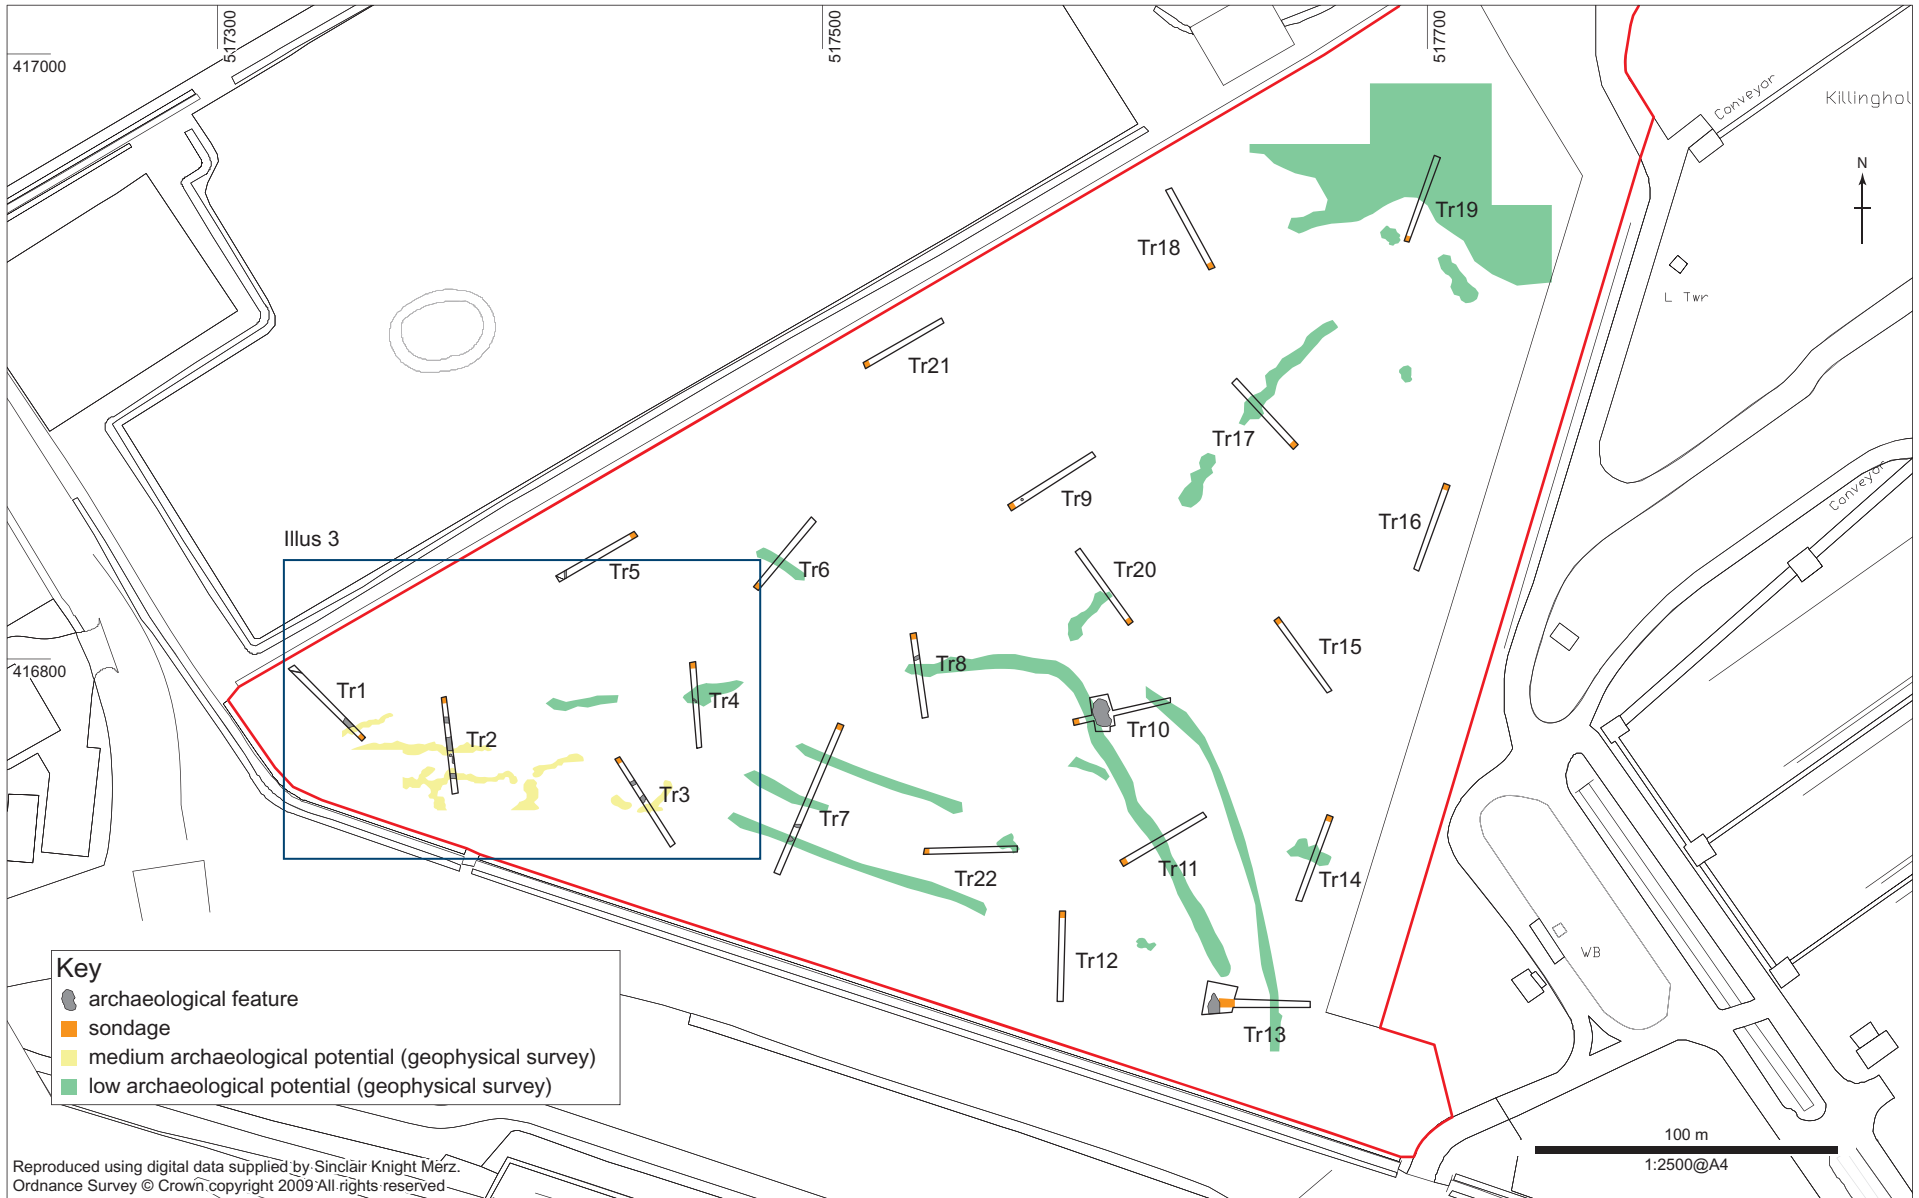 517300
517500
517700
417000
Conveyor
Killinghol
N
Tr19
Tr18
L Twr
Tr21
Tr17
Conveyor
Tr9
Tr16
Illus 3
Tr5
Tr6
Tr20
Tr15
416800
Tr8
Tr1
Tr4
Tr10
Tr2
Tr3
Tr7
Tr11
Tr22
Tr14
WB
Tr12
Tr13
Key
archaeological feature
sondage
medium archaeological potential (geophysical survey)
low archaeological potential (geophysical survey)
100 m
1:2500@A4
Reproduced using digital data supplied by Sinclair Knight Merz.
Ordnance Survey © Crown copyright 2009 All rights reserved